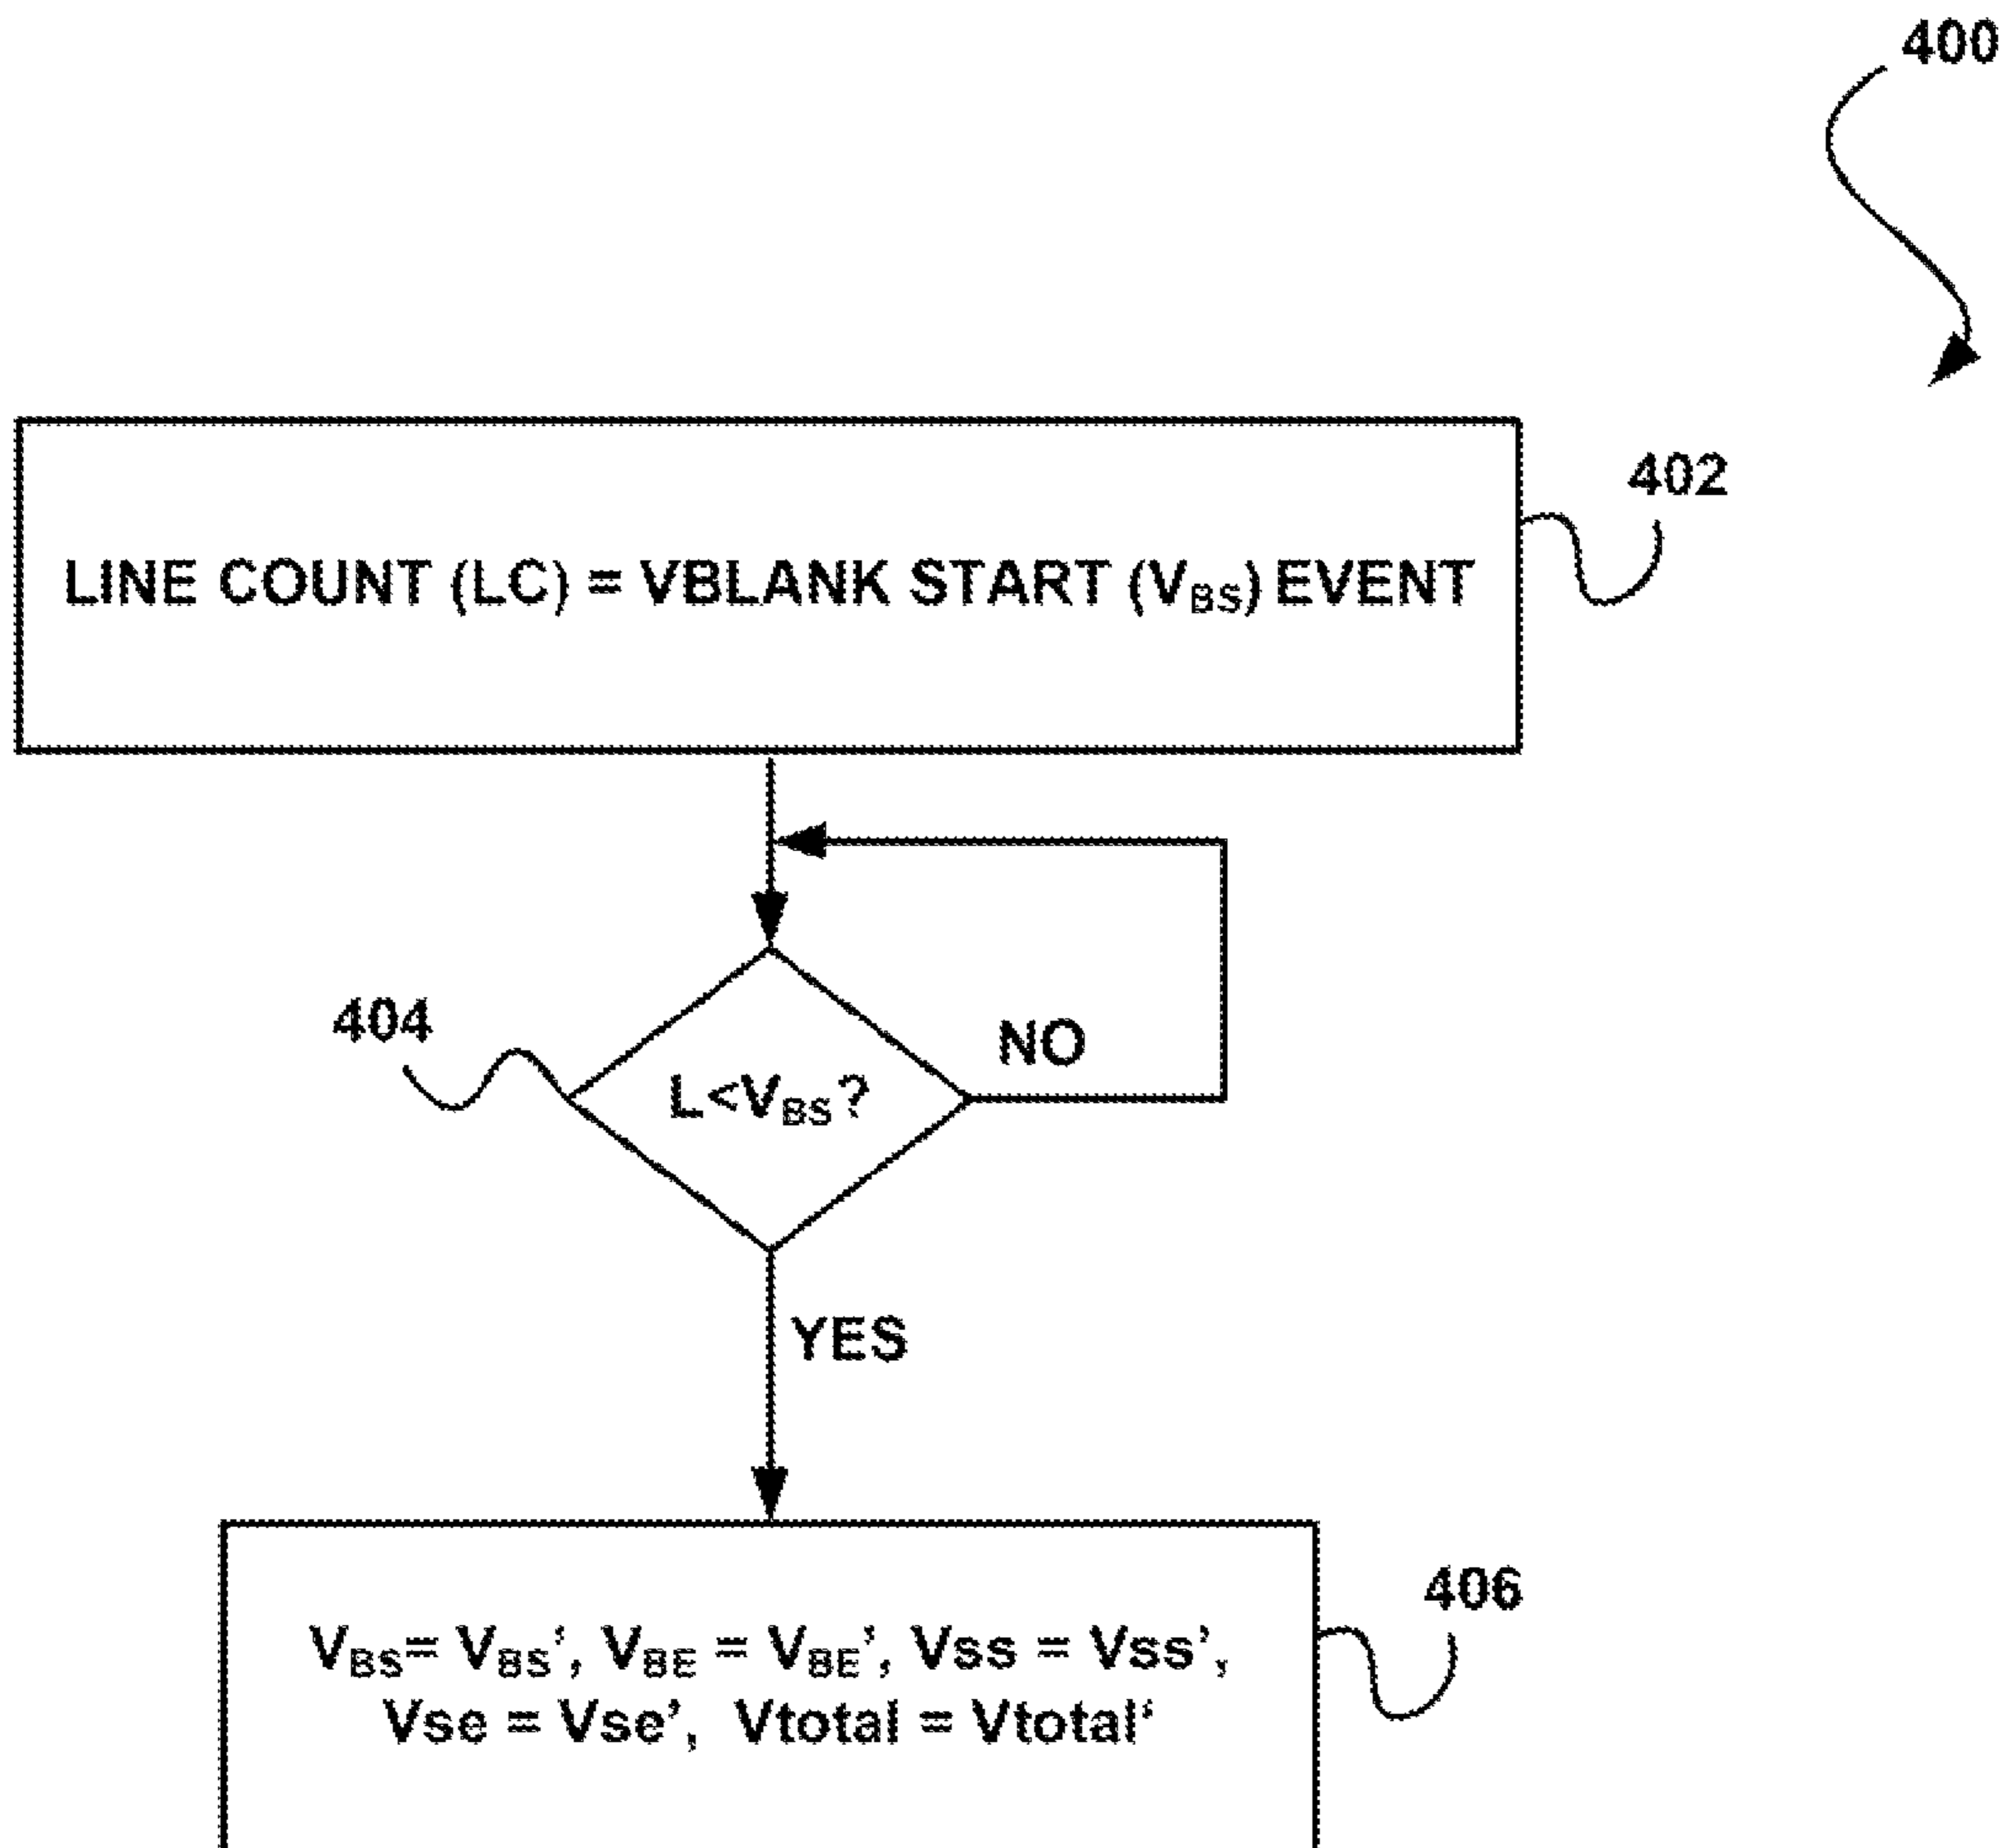 400
402
LINE COUNT (LC) = VBLANK START (VBS) EVENT
404
NO
L<VBS?
YES
406
VBS= VBS‘, VBE = VBE’, Vss = Vss’,
Vse = Vse’, Vtotal = Vtotal‘